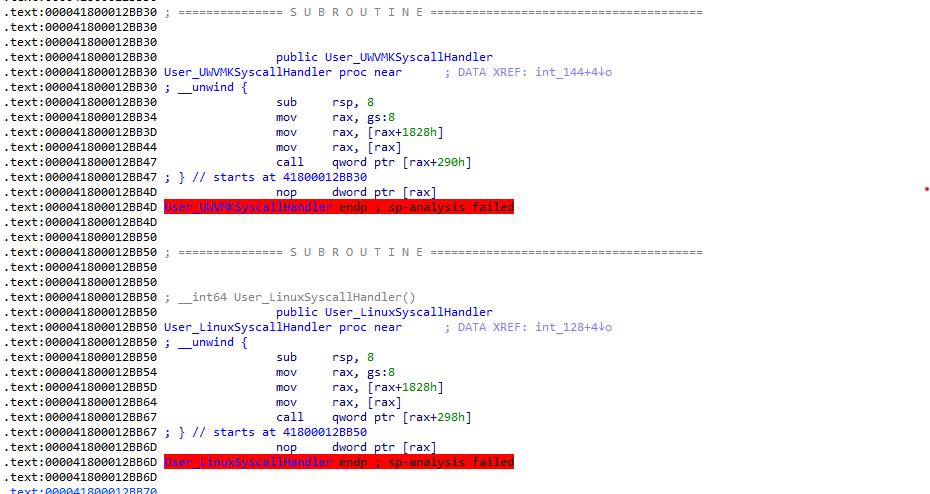 .text:000041800012BB30 ; =============== S U B R O U T I N E =======================================
.text:000041800012BB30
.text:000041800012BB30
.text:000041800012BB30 public User_UWVMKSyscallHandler
.text:000041800012BB30 User_UWVMKSyscallHandler proc near ; DATA XREF: int_144+4↓o
.text:000041800012BB30 ; __unwind {
.text:000041800012BB30 sub rsp, 8
.text:000041800012BB34 mov rax, gs:8
.text:000041800012BB3D mov rax, [rax+1828h]
.text:000041800012BB44 mov rax, [rax]
.text:000041800012BB47 call qword ptr [rax+290h]
.text:000041800012BB47 ; } // starts at 41800012BB30
.text:000041800012BB4D nop dword ptr [rax]
.text:000041800012BB4D User_UWVMKSyscallHandler endp ; sp-analysis failed
.text:000041800012BB4D
.text:000041800012BB50
.text:000041800012BB50 ; =============== S U B R O U T I N E =======================================
.text:000041800012BB50
.text:000041800012BB50
.text:000041800012BB50 ; __int64 User_LinuxSyscallHandler()
.text:000041800012BB50 public User_LinuxSyscallHandler
.text:000041800012BB50 User_LinuxSyscallHandler proc near ; DATA XREF: int_128+4↓o
.text:000041800012BB50 ; __unwind {
.text:000041800012BB50 sub rsp, 8
.text:000041800012BB54 mov rax, gs:8
.text:000041800012BB5D mov rax, [rax+1828h]
.text:000041800012BB64 mov rax, [rax]
.text:000041800012BB67 call qword ptr [rax+298h]
.text:000041800012BB67 ; } // starts at 41800012BB50
.text:000041800012BB6D nop dword ptr [rax]
.text:000041800012BB6D User_LinuxSyscallHandler endp ; sp-analysis failed
.text:000041800012BB6D
.text:000041800012BB70